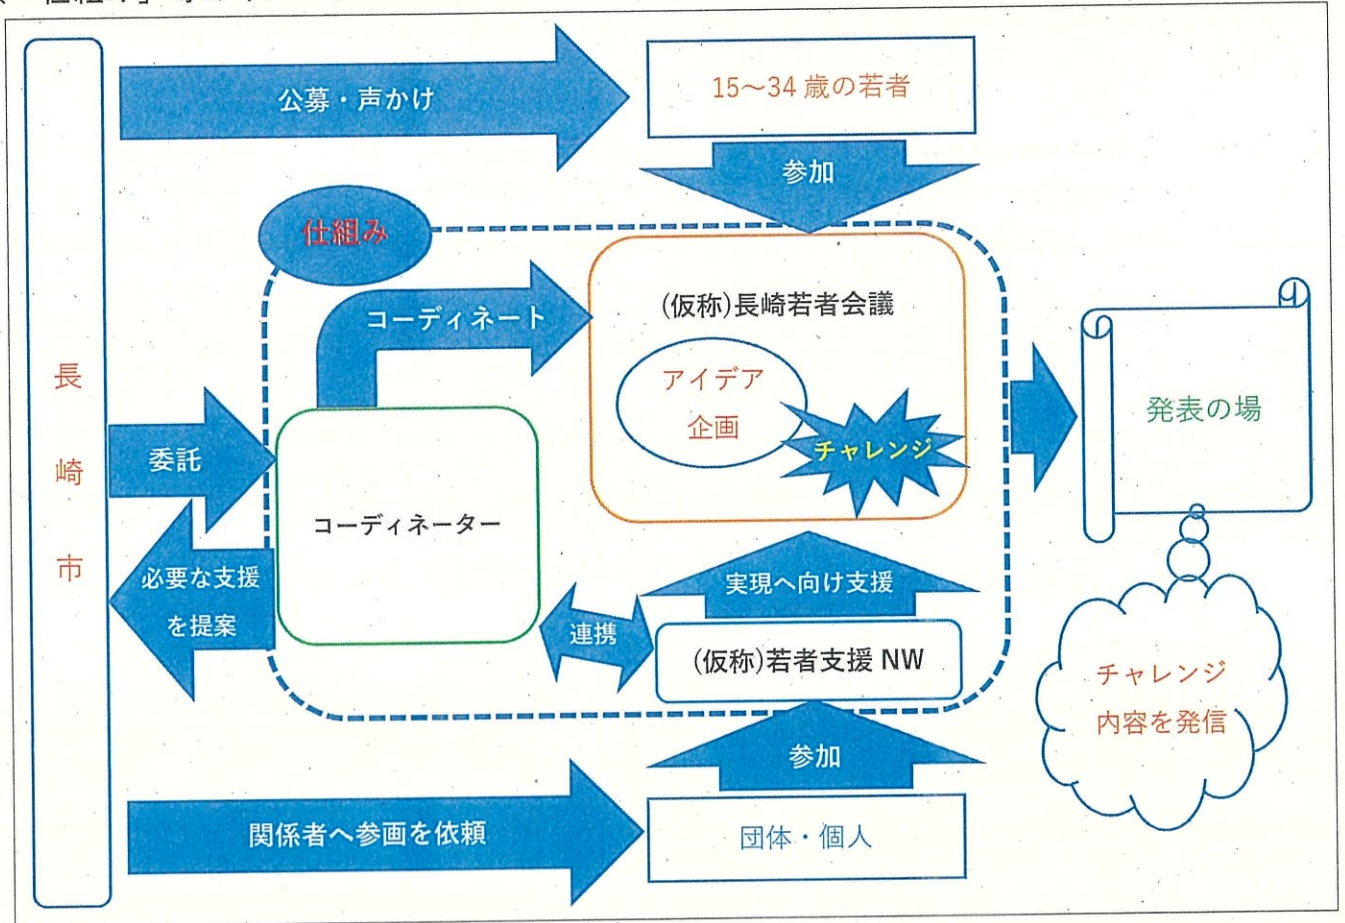 公募・声かけ
15～34 歳の若者
参加
仕組み
コーディネート
(仮称)長崎若者会議
アイデア
企画
チャレンジ
長
崎
市
委託
コーディネーター
必要な支援
を提案
連携
実現へ向け支援
(仮称)若者支援 NW
参加
関係者へ参画を依頼
団体・個人
発表の場
チャレンジ
内容を発信